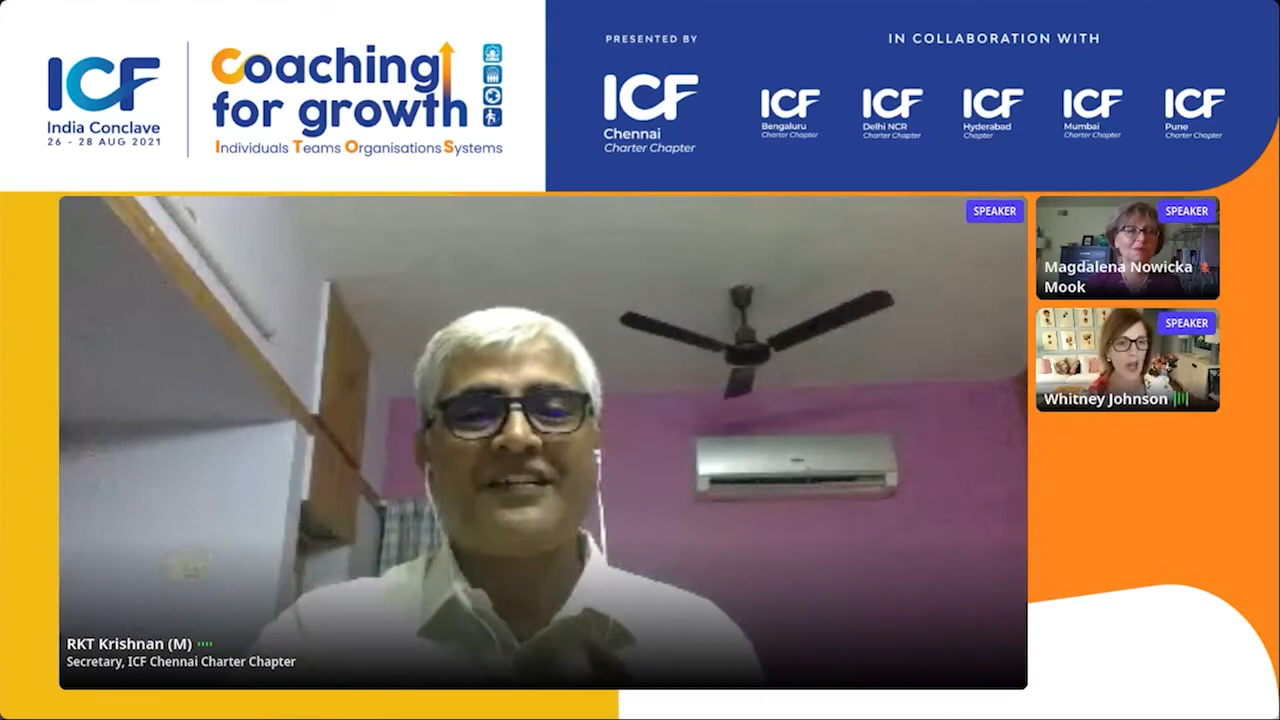 ICF
India Conclave
26 - 28 AUG 2021
Coaching
for growth
Individuals Teams Organisations Systems
PRESENTED BY
ICF
Chennai
Charter Chapter
IN COLLABORATION WITH
ICF
Bengaluru
Charter Chapter
ICF
Delhi NCR
Charter Chapter
ICF
Hyderabad
Charter Chapter
ICF
Mumbai
Charter Chapter
ICF
Pune
Charter Chapter
SPEAKER
RKT Krishnan (M)
Secretary, ICF Chennai Charter Chapter
SPEAKER
Magdalena Nowicka
Mook
SPEAKER
Whitney Johnson